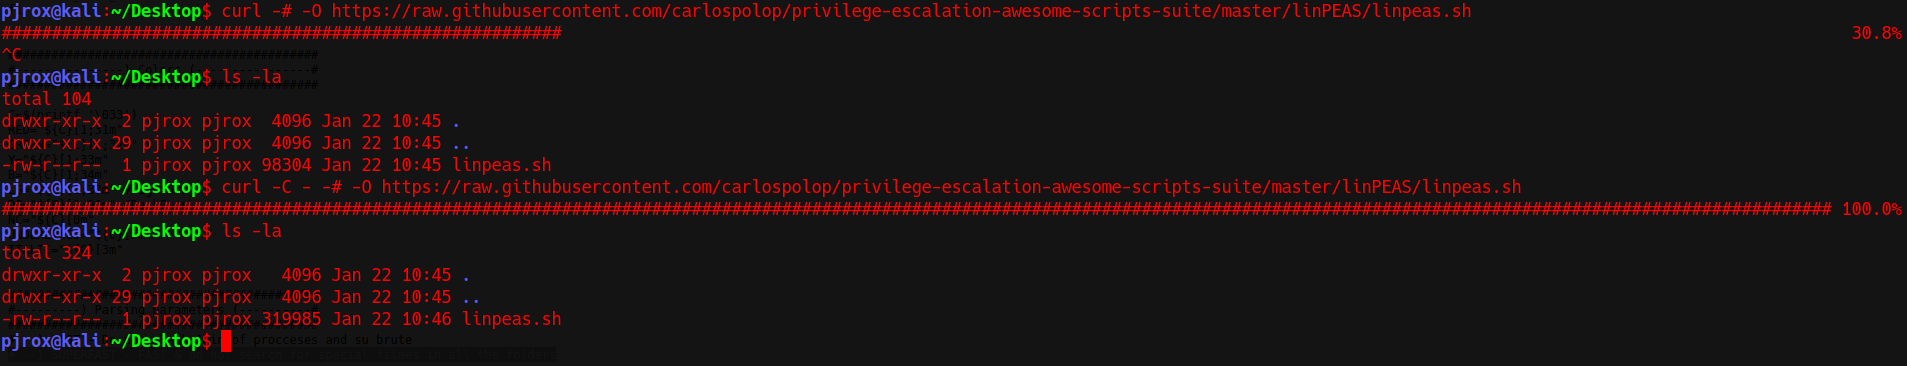 pjrox@kali:~/Desktop$ curl -# -O https://raw.githubusercontent.com/carlospolop/privilege-escalation-awesome-scripts-suite/master/linPEAS/linpeas.sh
######################################################## 30.8%
^C
pjrox@kali:~/Desktop$ ls -la
total 104
drwxr-xr-x  2 pjrox pjrox  4096 Jan 22 10:45 .
drwxr-xr-x 29 pjrox pjrox  4096 Jan 22 10:45 ..
-rw-r--r--  1 pjrox pjrox 98304 Jan 22 10:45 linpeas.sh
pjrox@kali:~/Desktop$ curl -C - -# -O https://raw.githubusercontent.com/carlospolop/privilege-escalation-awesome-scripts-suite/master/linPEAS/linpeas.sh
####################################################################################################################################################################################### 100.0%
pjrox@kali:~/Desktop$ ls -la
total 324
drwxr-xr-x  2 pjrox pjrox   4096 Jan 22 10:45 .
drwxr-xr-x 29 pjrox pjrox   4096 Jan 22 10:45 ..
-rw-r--r--  1 pjrox pjrox 319985 Jan 22 10:46 linpeas.sh
pjrox@kali:~/Desktop$
of procceses and su brute